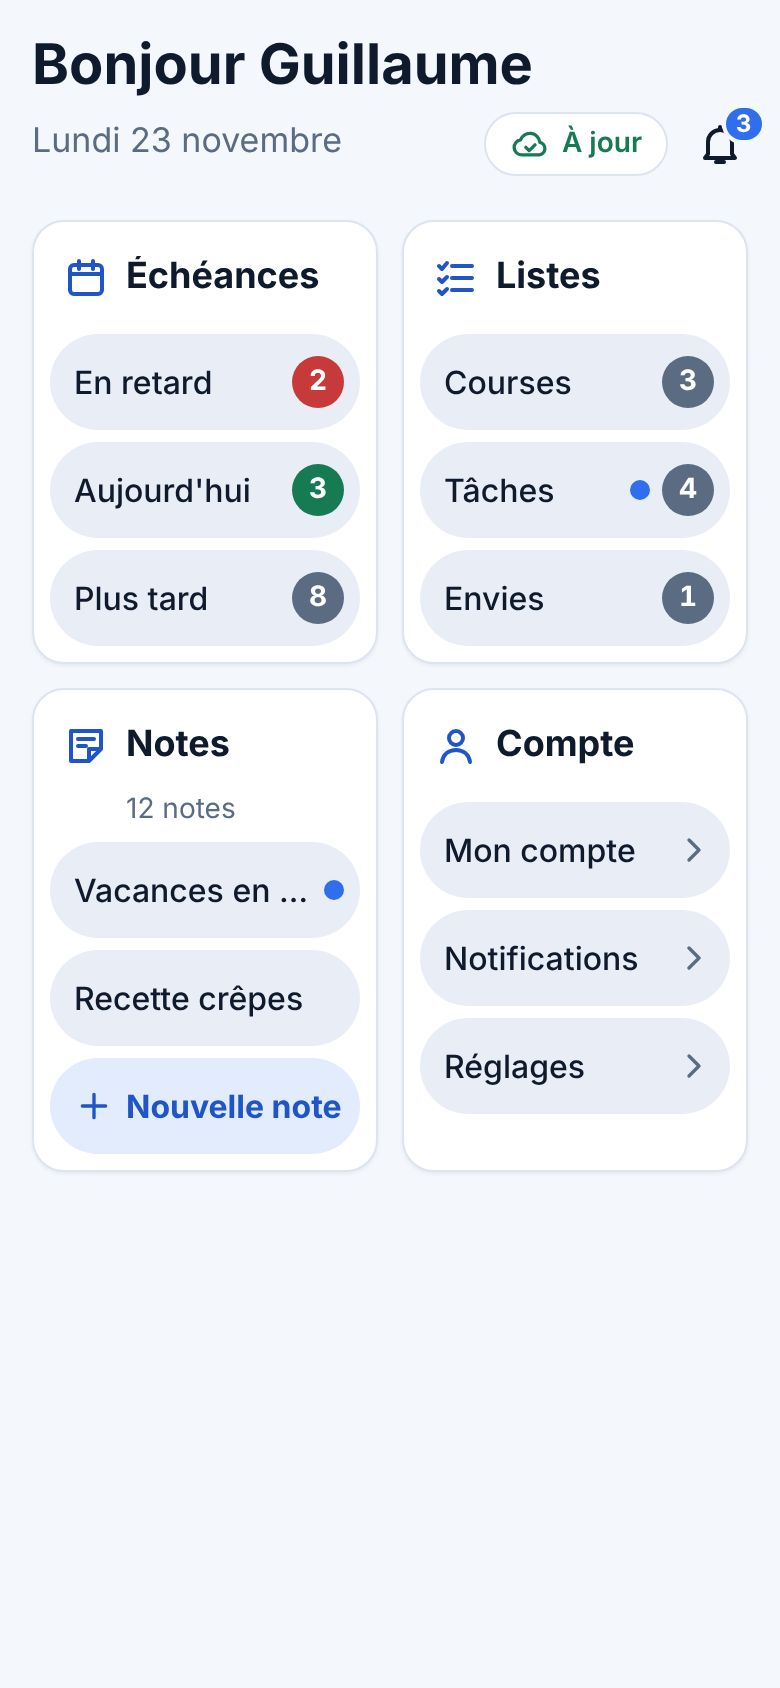 Bonjour Guillaume
Lundi 23 novembre
À jour
3
Échéances
En retard 2
Aujourd'hui 3
Plus tard 8
Listes
Courses 3
Tâches 4
Envies 1
Notes
12 notes
Vacances en ...
Recette crêpes
Nouvelle note
Compte
Mon compte
Notifications
Réglages